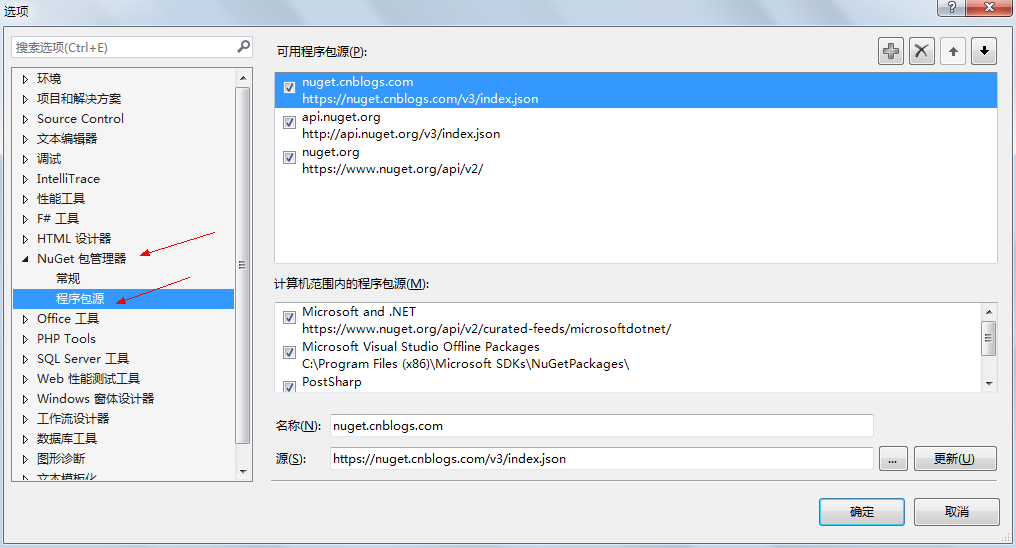 选项
搜索选项(Ctrl+E)
环境
项目和解决方案
Source Control
文本编辑器
调试
IntelliTrace
性能工具
F# 工具
HTML 设计器
NuGet 包管理器
常规
程序包源
Office 工具
PHP Tools
SQL Server 工具
Web 性能测试工具
Windows 窗体设计器
工作流设计器
数据库工具
图形诊断
文本模板化
可用程序包源(P):
nuget.cnblogs.com
https://nuget.cnblogs.com/v3/index.json
api.nuget.org
http://api.nuget.org/v3/index.json
nuget.org
https://www.nuget.org/api/v2/
计算机范围内的程序包源(M):
Microsoft and .NET
https://www.nuget.org/api/v2/curated-feeds/microsoftdotnet/
Microsoft Visual Studio Offline Packages
C:\Program Files (x86)\Microsoft SDKs\NuGetPackages\
PostSharp
名称(N): nuget.cnblogs.com
源(S): https://nuget.cnblogs.com/v3/index.json ... 更新(U)
确定 取消